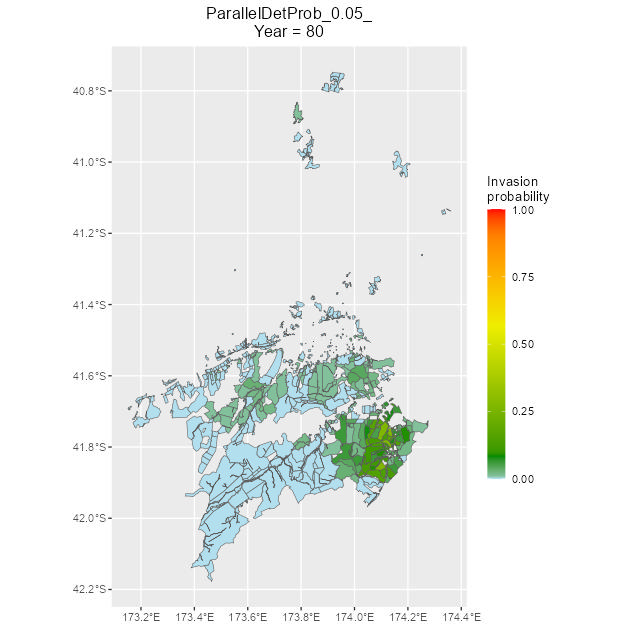 ParallelDetProb_0.05_
Year = 80
40.8°S
41.0°S
41.2°S
41.4°S
41.6°S
41.8°S
42.0°S
42.2°S
173.2°E 173.4°E 173.6°E 173.8°E 174.0°E 174.2°E 174.4°E
Invasion
probability
1.00
0.75
0.50
0.25
0.00